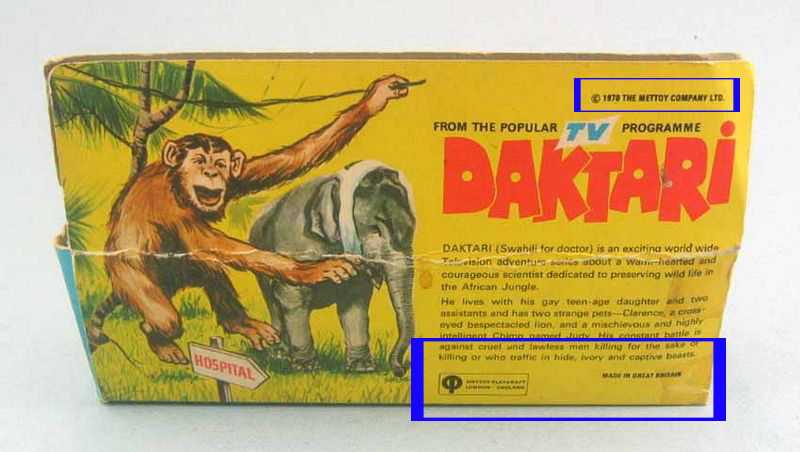 © 1970 THE METTOY COMPANY LTD.
FROM THE POPULAR TV PROGRAMME
DAKTARI
DAKTARI (Swahili for doctor) is an exciting world wide
Television adventure series about a warm-hearted and
courageous scientist dedicated to preserving wild life in
the African Jungle.
He lives with his gay teen-age daughter and two
assistants and has two strange pets—Clarence, a cross-
eyed bespectacled lion, and a mischievous and highly
intelligent Chimp named Judy. His constant battle is
against cruel and lawless men killing for the sake of
killing or who traffic in hide, ivory and captive beasts.
HOSPITAL
METTOY PLAYCRAFT
LONDON · ENGLAND
MADE IN GREAT BRITAIN